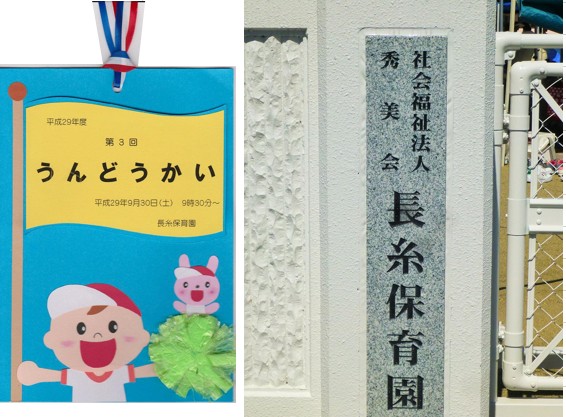 平成29年度
第 3 回
うんどうかい
平成29年9月30日(土) 9時30分～
長糸保育園
社会福祉法人
秀美会
長糸保育園